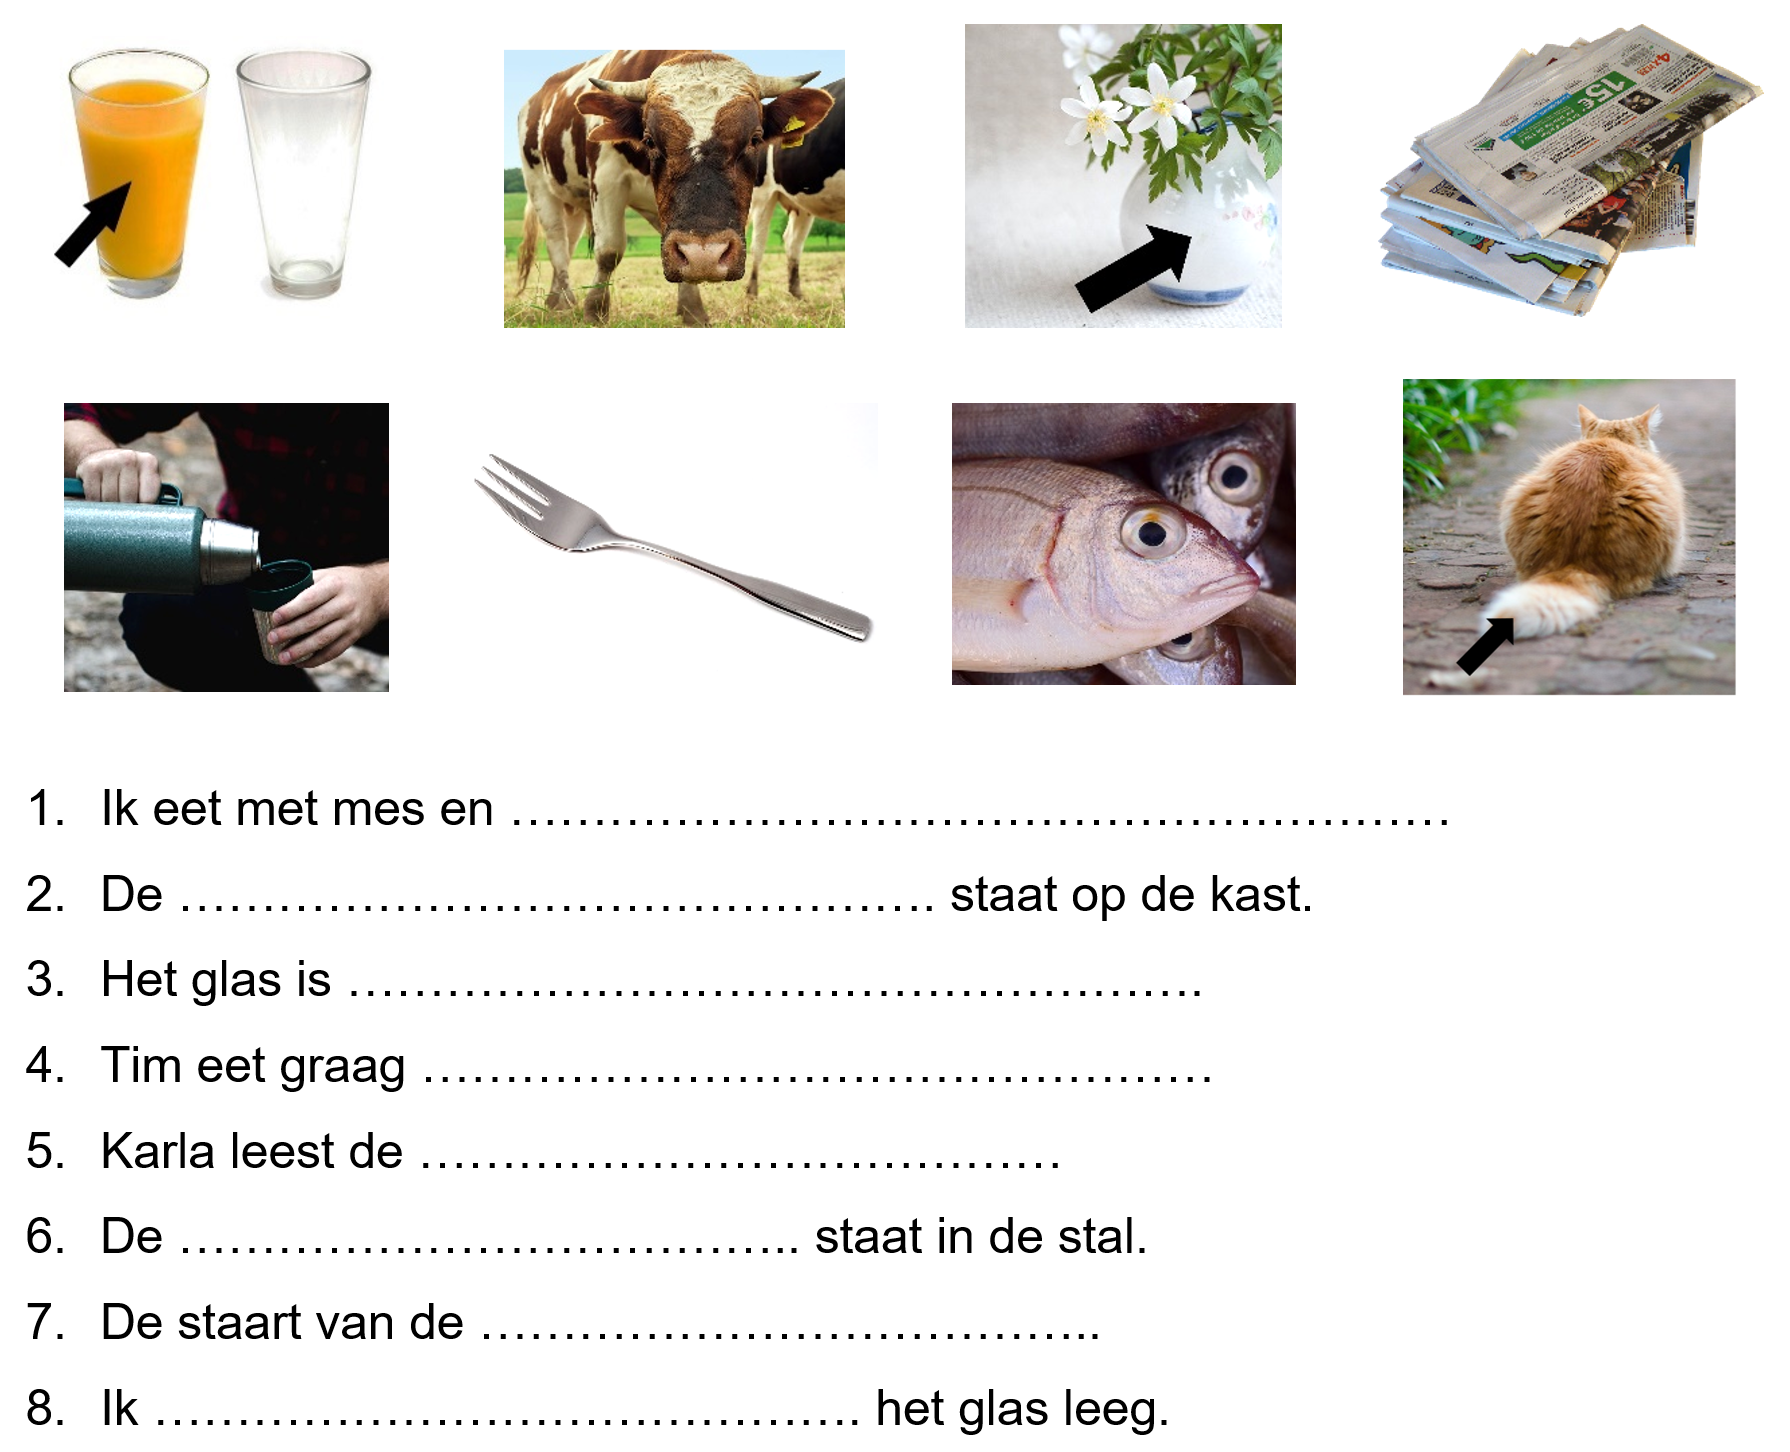 15€
1. Ik eet met mes en ……………………………………………………
2. De ………………………………………. staat op de kast.
3. Het glas is …………………………………………….
4. Tim eet graag …………………………………………
5. Karla leest de …………………………………
6. De ……………………………….. staat in de stal.
7. De staart van de ………………………………..
8. Ik ……………………………………. het glas leeg.